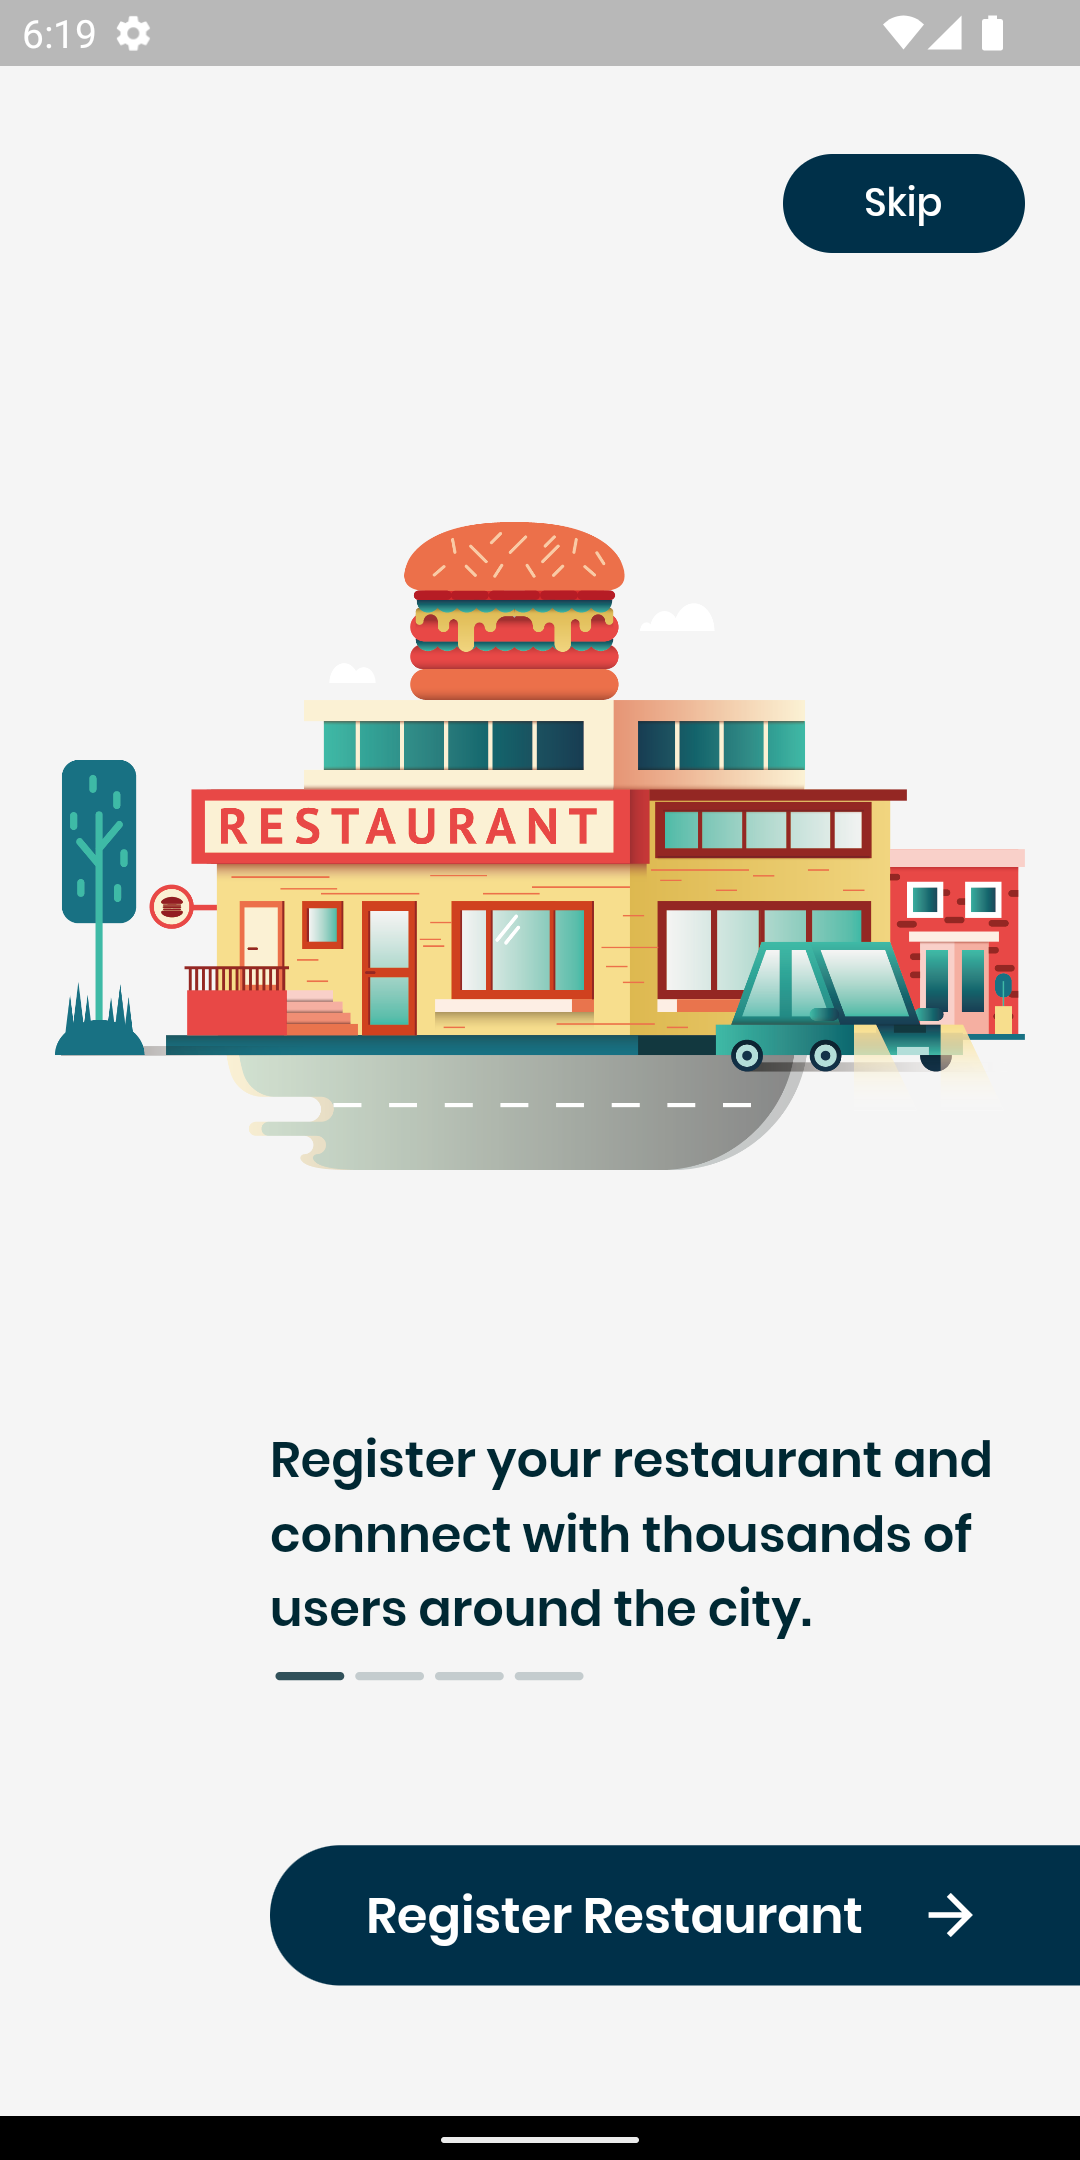 6:19
Skip
RESTAURANT
Register your restaurant and
connnect with thousands of
users around the city.
Register Restaurant